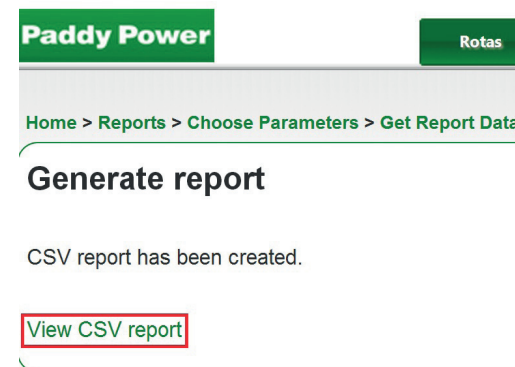 Paddy Power
Rotas
Home > Reports > Choose Parameters > Get Report Data
Generate report
CSV report has been created.
View CSV report